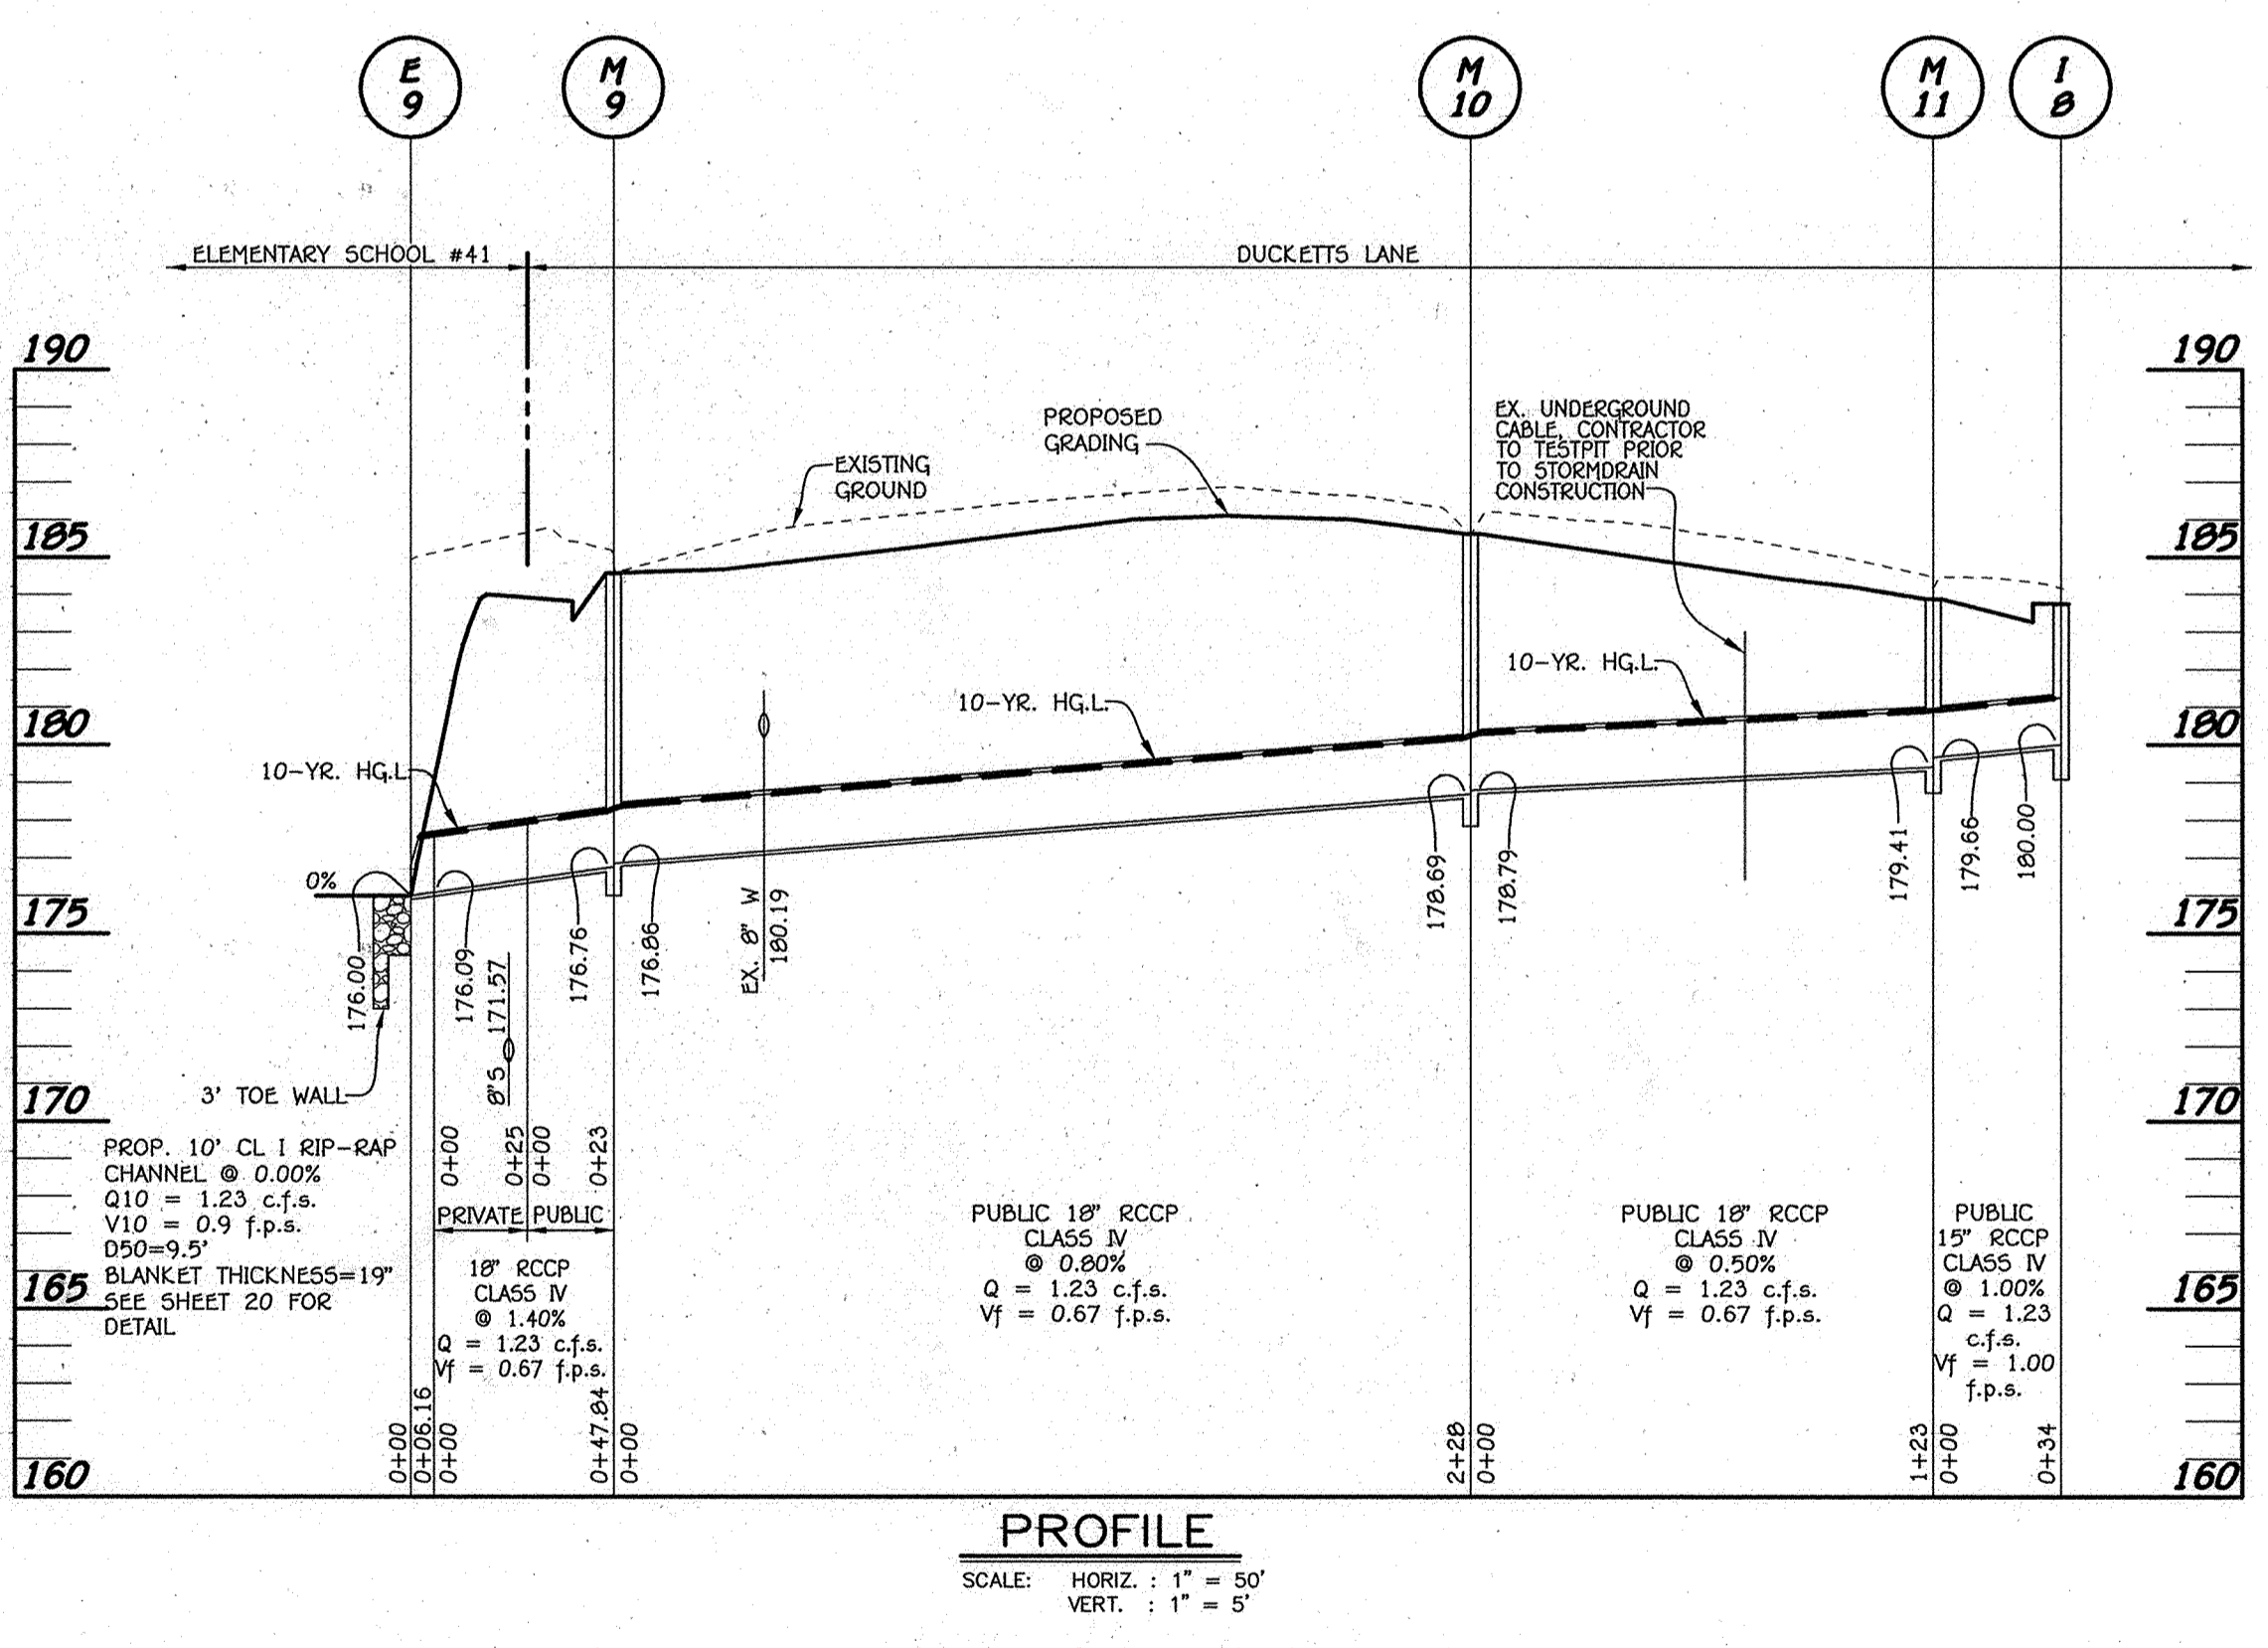 E
9
M
9
M
10
M
11
I
8
ELEMENTARY SCHOOL #41
DUCKETTS LANE
190
190
PROPOSED
GRADING
EXISTING
GROUND
EX. UNDERGROUND
CABLE, CONTRACTOR
TO TESTPIT PRIOR
TO STORMDRAIN
CONSTRUCTION
185
185
10-YR. HG.L.
10-YR. HG.L.
10-YR. HG.L.
180
180
0%
175
175
176.00
176.09
8"S 171.57
176.76
176.86
EX. 8" W
180.19
178.69
178.79
179.41
179.66
180.00
3' TOE WALL
170
170
PROP. 10' CL I RIP-RAP
CHANNEL @ 0.00%
Q10 = 1.23 c.f.s.
V10 = 0.9 f.p.s.
D50=9.5'
BLANKET THICKNESS=19"
SEE SHEET 20 FOR
DETAIL
165
165
0+00
0+25
0+00
0+23
PRIVATE
PUBLIC
18" RCCP
CLASS IV
@ 1.40%
Q = 1.23 c.f.s.
Vf = 0.67 f.p.s.
PUBLIC 18" RCCP
CLASS IV
@ 0.80%
Q = 1.23 c.f.s.
Vf = 0.67 f.p.s.
PUBLIC 18" RCCP
CLASS IV
@ 0.50%
Q = 1.23 c.f.s.
Vf = 0.67 f.p.s.
PUBLIC
15" RCCP
CLASS IV
@ 1.00%
Q = 1.23
c.f.s.
Vf = 1.00
f.p.s.
0+00
0+06.16
0+00
0+47.84
0+00
2+28
0+00
1+23
0+00
0+34
160
160
PROFILE
SCALE: HORIZ. : 1" = 50'
VERT. : 1" = 5'